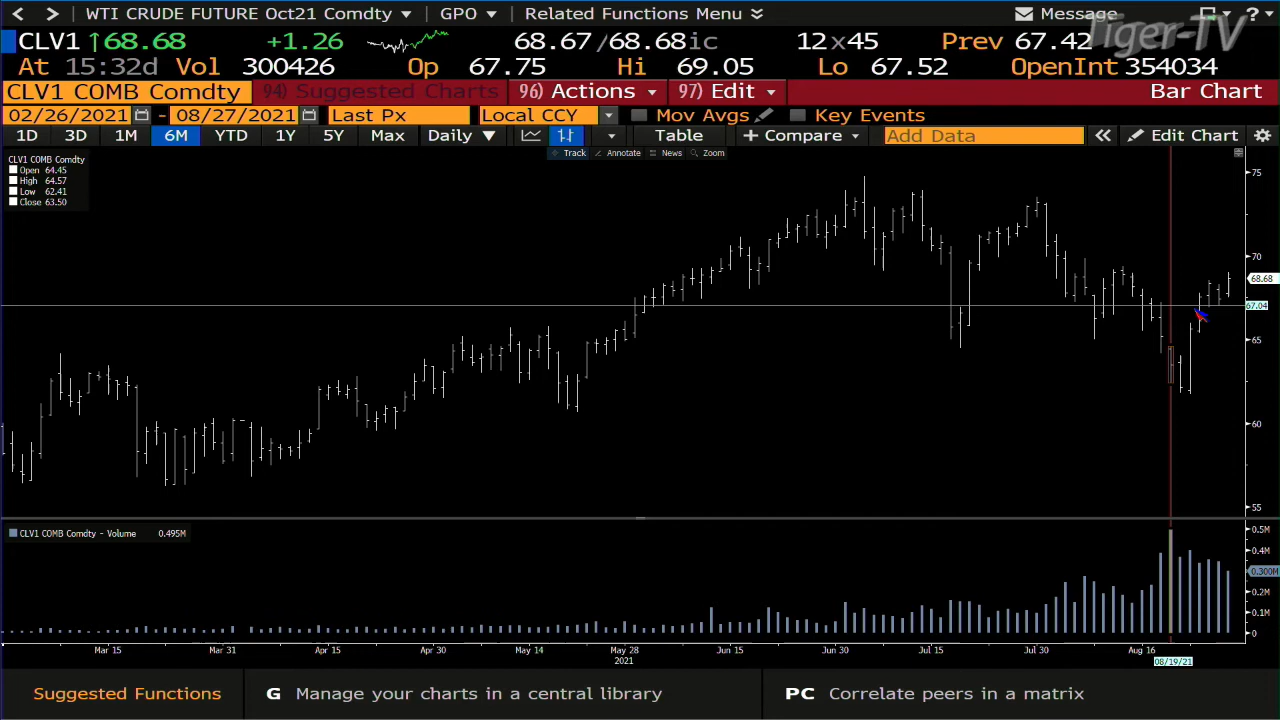 < > WTI CRUDE FUTURE Oct21 Comdty ▾ GPO ▾ Related Functions Menu Message ? ▾
Tiger-TV
CLV1 ↑68.68 +1.26 68.67/68.68ic 12×45 Prev 67.42
At 15:32d Vol 300426 Op 67.75 Hi 69.05 Lo 67.52 OpenInt 354034
CLV1 COMB Comdty 94) Suggested Charts 96) Actions ▾ 97) Edit ▾ Bar Chart
02/26/2021 - 08/27/2021 Last Px Local CCY ▾ Mov Avgs Key Events
1D 3D 1M 6M YTD 1Y 5Y Max Daily ▼ ▾ Table + Compare ▾ Add Data « Edit Chart
Track Annotate News Zoom
CLV1 COMB Comdty
Open 64.45
High 64.57
Low 62.41
Close 63.50
75
70
68.68
67.04
65
60
55
CLV1 COMB Comdty - Volume 0.495M
0.5M
0.4M
0.300M
0.2M
0.1M
0
Mar 15 Mar 31 Apr 15 Apr 30 May 14 May 28 Jun 15 Jun 30 Jul 15 Jul 30 Aug 16
2021 08/19/21
Suggested Functions G Manage your charts in a central library PC Correlate peers in a matrix